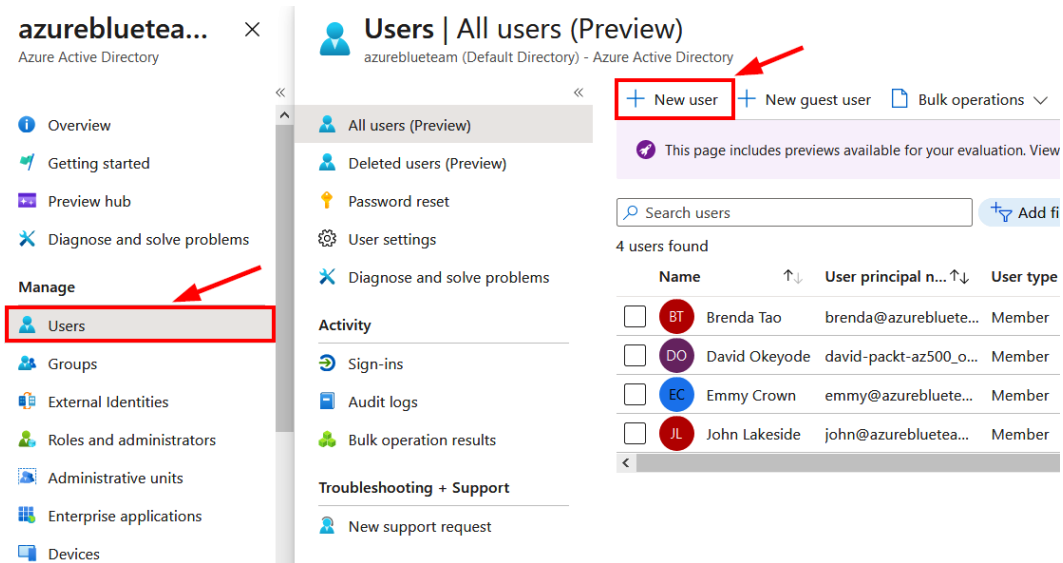 azurebluetea...
Azure Active Directory
Overview
Getting started
Preview hub
Diagnose and solve problems
Manage
Users
Groups
External Identities
Roles and administrators
Administrative units
Enterprise applications
Devices
Users | All users (Preview)
azureblueteam (Default Directory) - Azure Active Directory
All users (Preview)
Deleted users (Preview)
Password reset
User settings
Diagnose and solve problems
Activity
Sign-ins
Audit logs
Bulk operation results
Troubleshooting + Support
New support request
New user New guest user Bulk operations
This page includes previews available for your evaluation. View
Search users Add fi
4 users found
Name User principal n... User type
BT Brenda Tao brenda@azurebluete... Member
DO David Okeyode david-packt-az500_o... Member
EC Emmy Crown emmy@azurebluete... Member
JL John Lakeside john@azurebluetea... Member